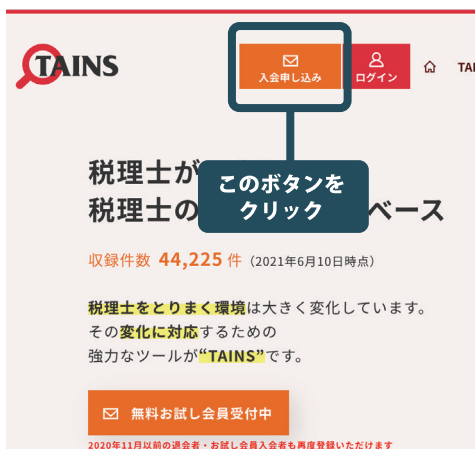 TAINS
入会申し込み
ログイン
このボタンを
クリック
税理士が
税理士の
ベース
収録件数 44,225 件 (2021年6月10日時点)
税理士をとりまく環境は大きく変化しています。
その変化に対応するための
強力なツールが“TAINS”です。
無料お試し会員受付中
2020年11月以前の退会者・お試し会員入会者も再度登録いただけます